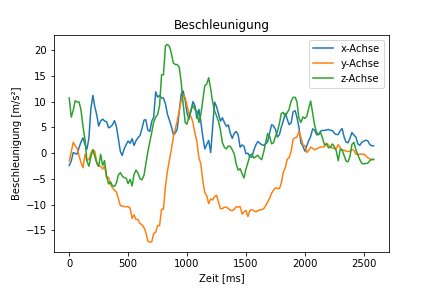 Beschleunigung
x-Achse
y-Achse
z-Achse
Beschleunigung [m/s²]
20
15
10
5
0
−5
−10
−15
0
500
1000
1500
2000
2500
Zeit [ms]